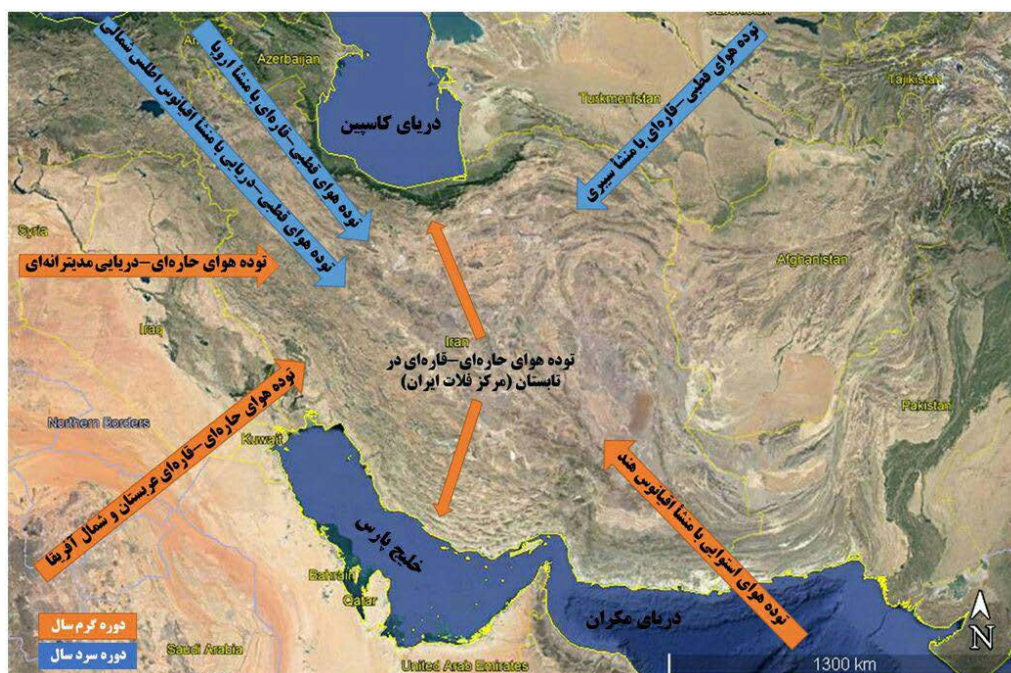 Azerbaijan
Turkmenistan
Tajikistan
توده هوای قطبی-دریایی با منشأ اقیانوس اطلس شمالی
توده هوای قطبی-قاره‌ای با منشأ اروپا
توده هوای قطبی-قاره‌ای با منشأ سیبری
دریای کاسپین
Syria
توده هوای حاره‌ای-دریایی مدیترانه‌ای
Afghanistan
Iraq
Iran
توده هوای حاره‌ای-قاره‌ای در
تابستان (مرکز فلات ایران)
توده هوای حاره‌ای-قاره‌ای عربستان و شمال آفریقا
Northern Borders
Kuwait
Pakistan
توده هوای استوایی با منشأ اقیانوس هند
خلیج پارس
Bahrain
Qatar
دریای مکران
دوره گرم سال
دوره سرد سال
Saudi Arabia
United Arab Emirates
N
1300 km